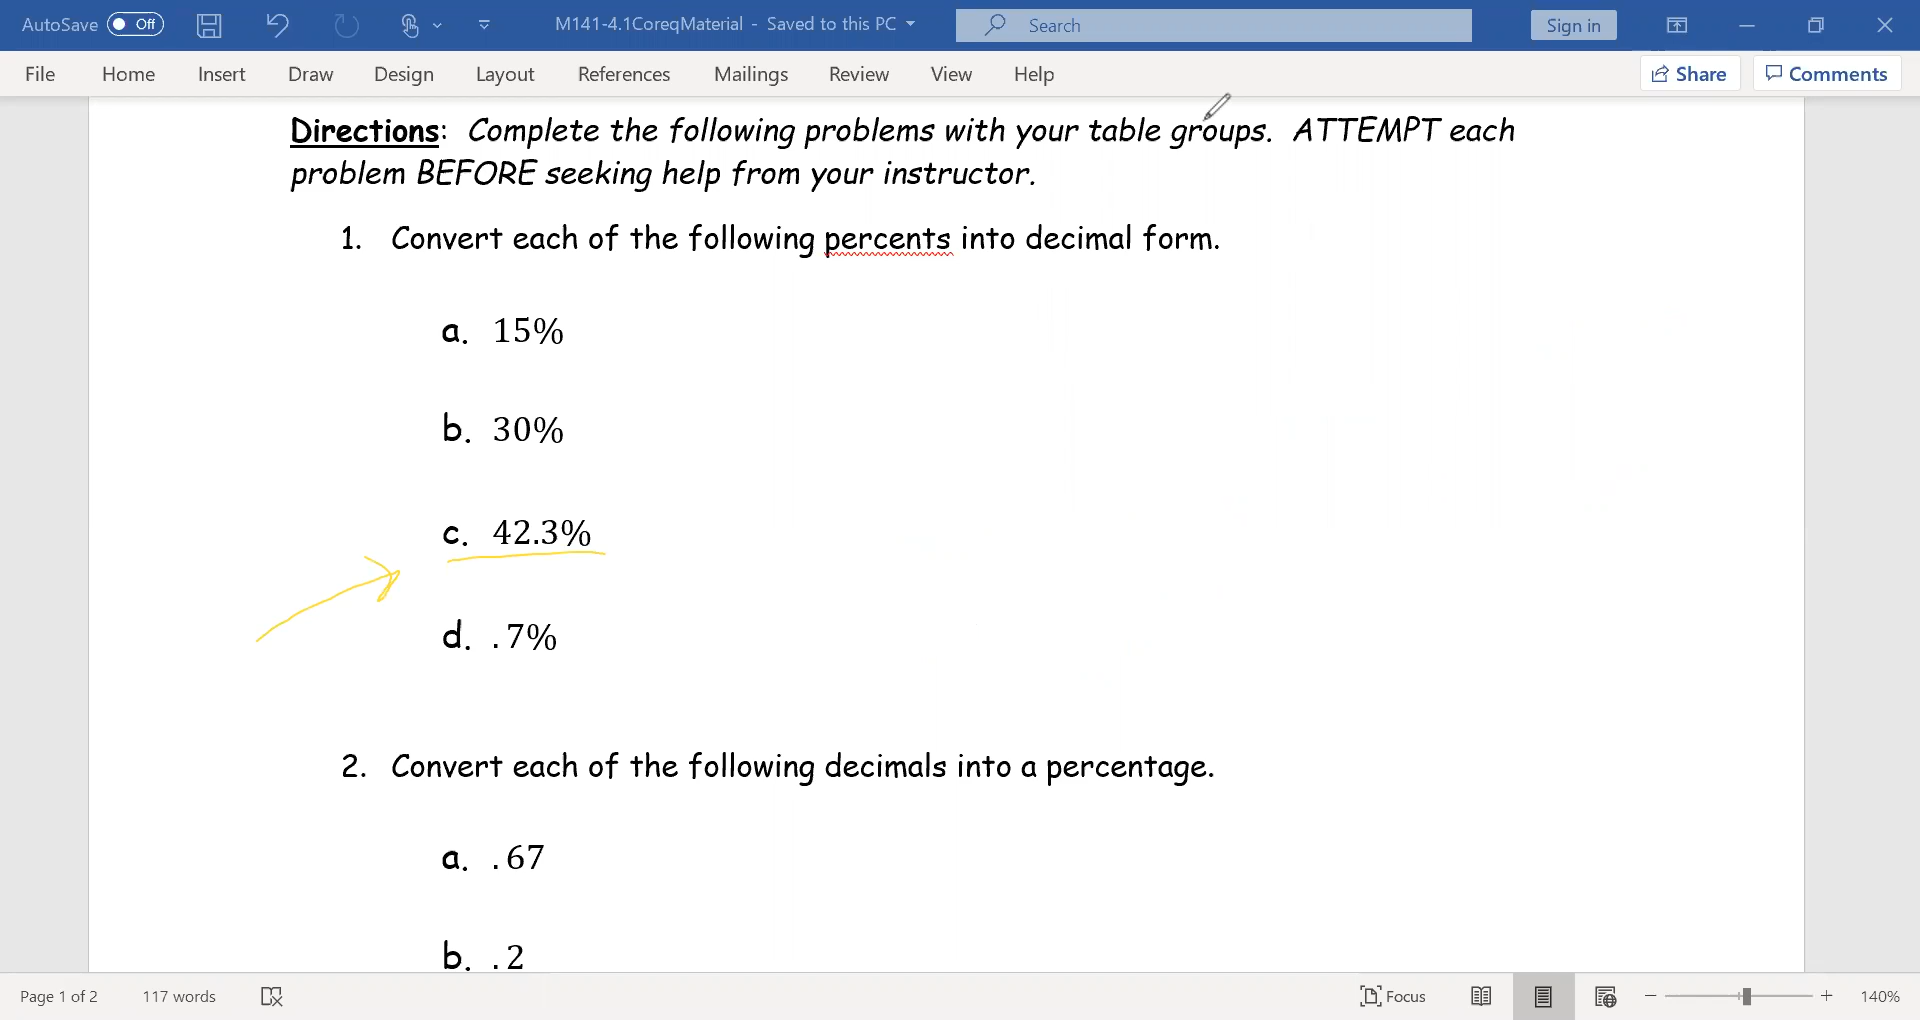 AutoSave Off M141-4.1CoreqMaterial - Saved to this PC Search Sign in
File Home Insert Draw Design Layout References Mailings Review View Help Share Comments
Directions: Complete the following problems with your table groups. ATTEMPT each
problem BEFORE seeking help from your instructor.
1. Convert each of the following percents into decimal form.
a. 15%
b. 30%
c. 42.3%
d. .7%
2. Convert each of the following decimals into a percentage.
a. .67
b. .2
Page 1 of 2 117 words Focus 140%